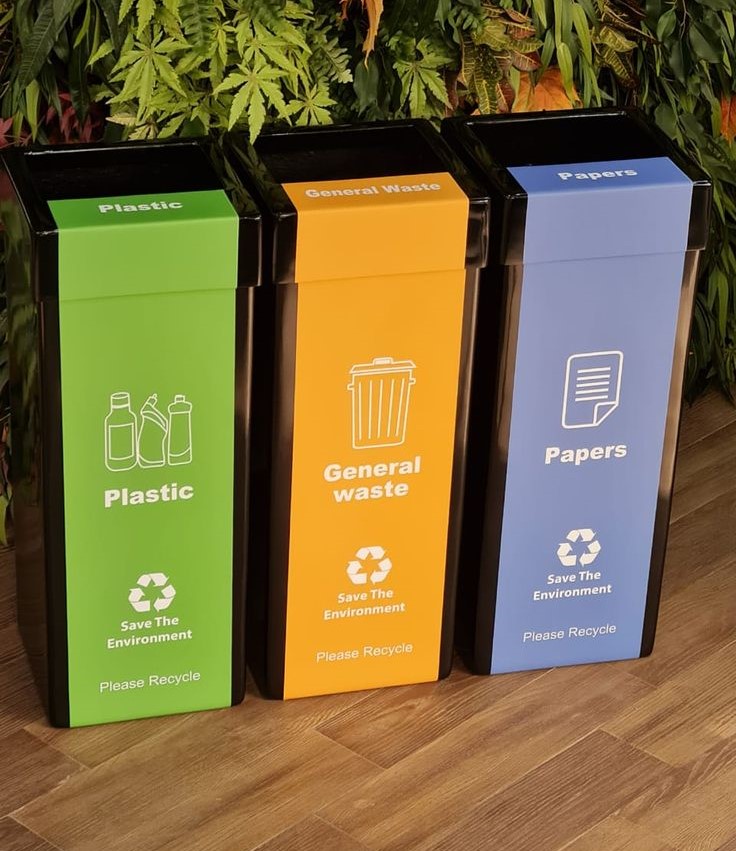 Plastic
Plastic
Save The
Environment
Please Recycle
General Waste
General
waste
Save The
Environment
Please Recycle
Papers
Papers
Save The
Environment
Please Recycle